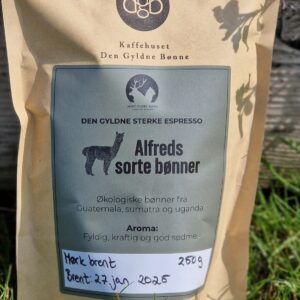 Kaffehuset
Den Gyldne Bønne
DEN GYLDNE STERKE ESPRESSO
Alfreds
sorte bønner
Økologiske bønner fra
Guatemala, sumatra og uganda
Aroma:
Fyldig, kraftig og god sødme
Mørk brent 250g
Brent 27 jan 2025